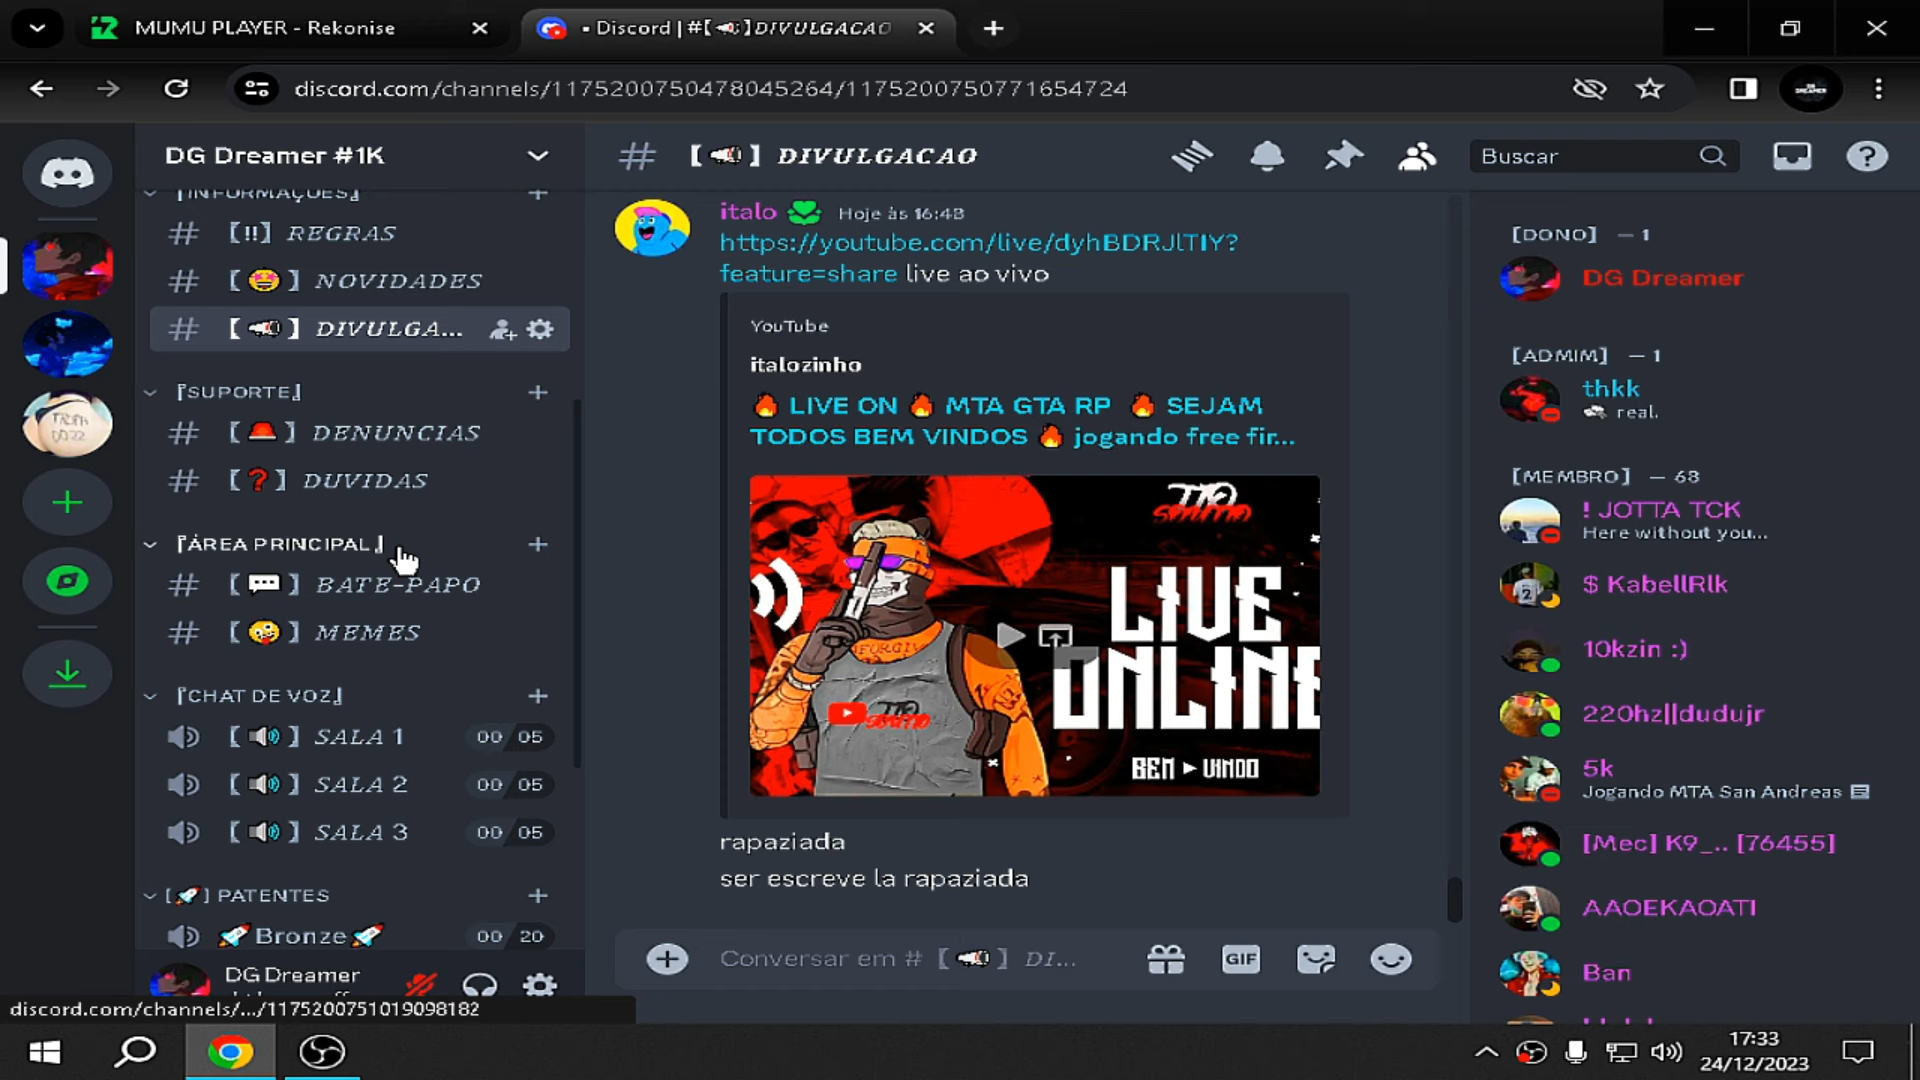 MUMU PLAYER - Rekonise
• Discord | #【📣】DIVULGACAO
discord.com/channels/1175200750478045264/1175200750771654724
DG Dreamer #1K
『INFORMAÇÕES』
【‼】 REGRAS
【🤩】 NOVIDADES
【📣】 DIVULGA...
『SUPORTE』
【🚨】 DENUNCIAS
【❓】 DUVIDAS
『ÁREA PRINCIPAL』
【💬】 BATE-PAPO
【🤪】 MEMES
『CHAT DE VOZ』
【🔊】 SALA 1 00 05
【🔊】 SALA 2 00 05
【🔊】 SALA 3 00 05
[🚀] PATENTES
🚀Bronze🚀 00 20
DG Dreamer
discord.com/channels/.../1175200751019098182
# 【📣】 DIVULGACAO
Buscar
italo Hoje às 16:48
https://youtube.com/live/dyhBDRJlTIY?
feature=share live ao vivo
YouTube
italozinho
🔥 LIVE ON 🔥 MTA GTA RP 🔥 SEJAM
TODOS BEM VINDOS 🔥 jogando free fir...
LIVE
ONLINE
BEM ▸ VINDO
rapaziada
ser escreve la rapaziada
Conversar em # 【📣】 DI...
GIF
[DONO] — 1
DG Dreamer
[ADMIM] — 1
thkk
real.
[MEMBRO] — 68
! JOTTA TCK
Here without you...
$ KabellRlk
10kzin :)
220hz||dudujr
5k
Jogando MTA San Andreas
[Mec] K9_.. [76455]
AAOEKAOATI
Ban
17:33
24/12/2023